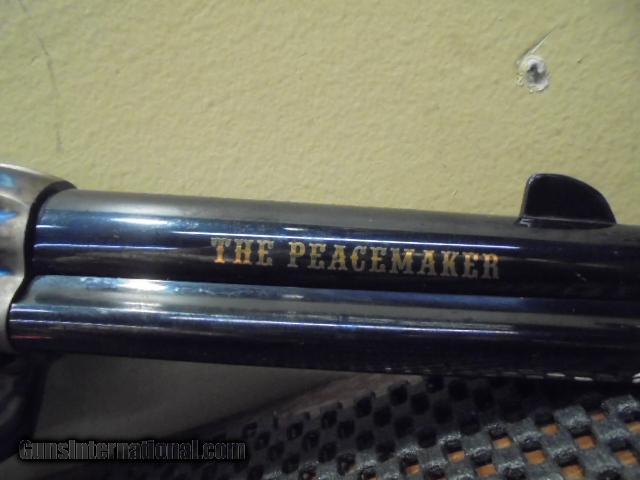 THE PEACEMAKER
GunsInternational.com